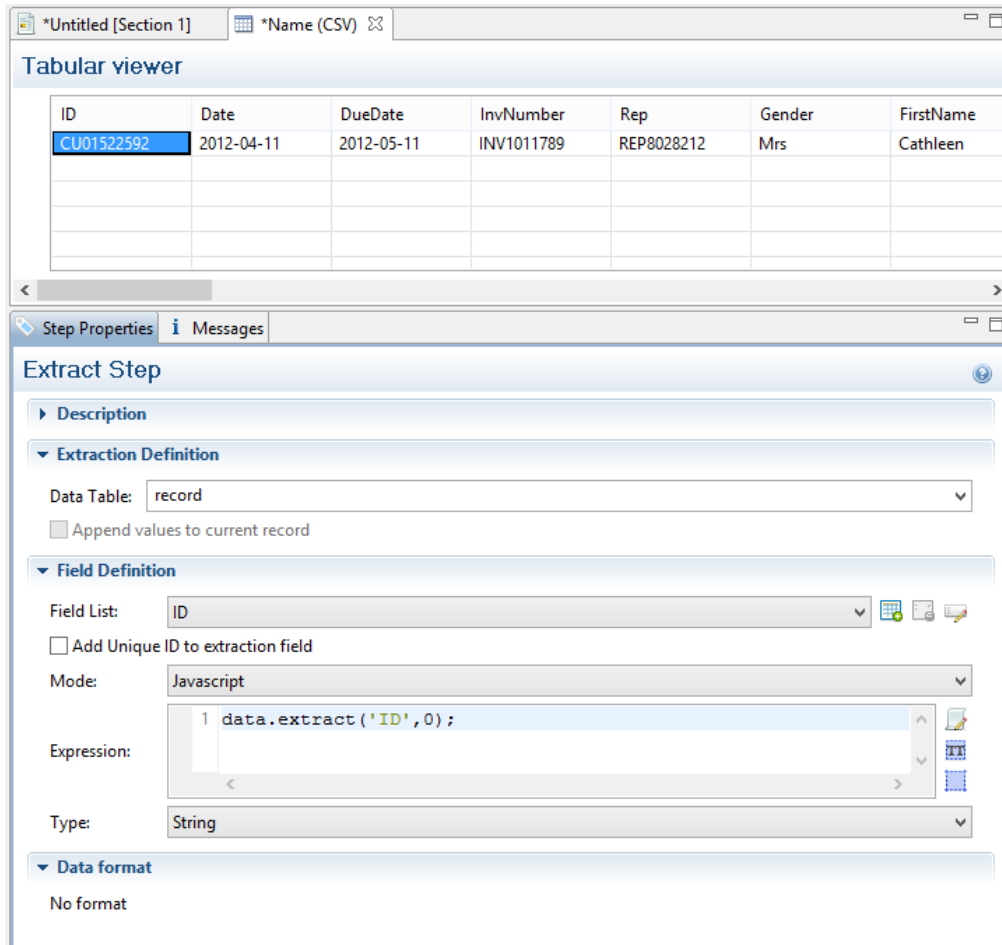 *Untitled [Section 1] *Name (CSV)
Tabular viewer
ID Date DueDate InvNumber Rep Gender FirstName
CU01522592 2012-04-11 2012-05-11 INV1011789 REP8028212 Mrs Cathleen
Step Properties i Messages
Extract Step
Description
Extraction Definition
Data Table: record
Append values to current record
Field Definition
Field List: ID
Add Unique ID to extraction field
Mode: Javascript
Expression: 1 data.extract('ID',0);
TT
Type: String
Data format
No format